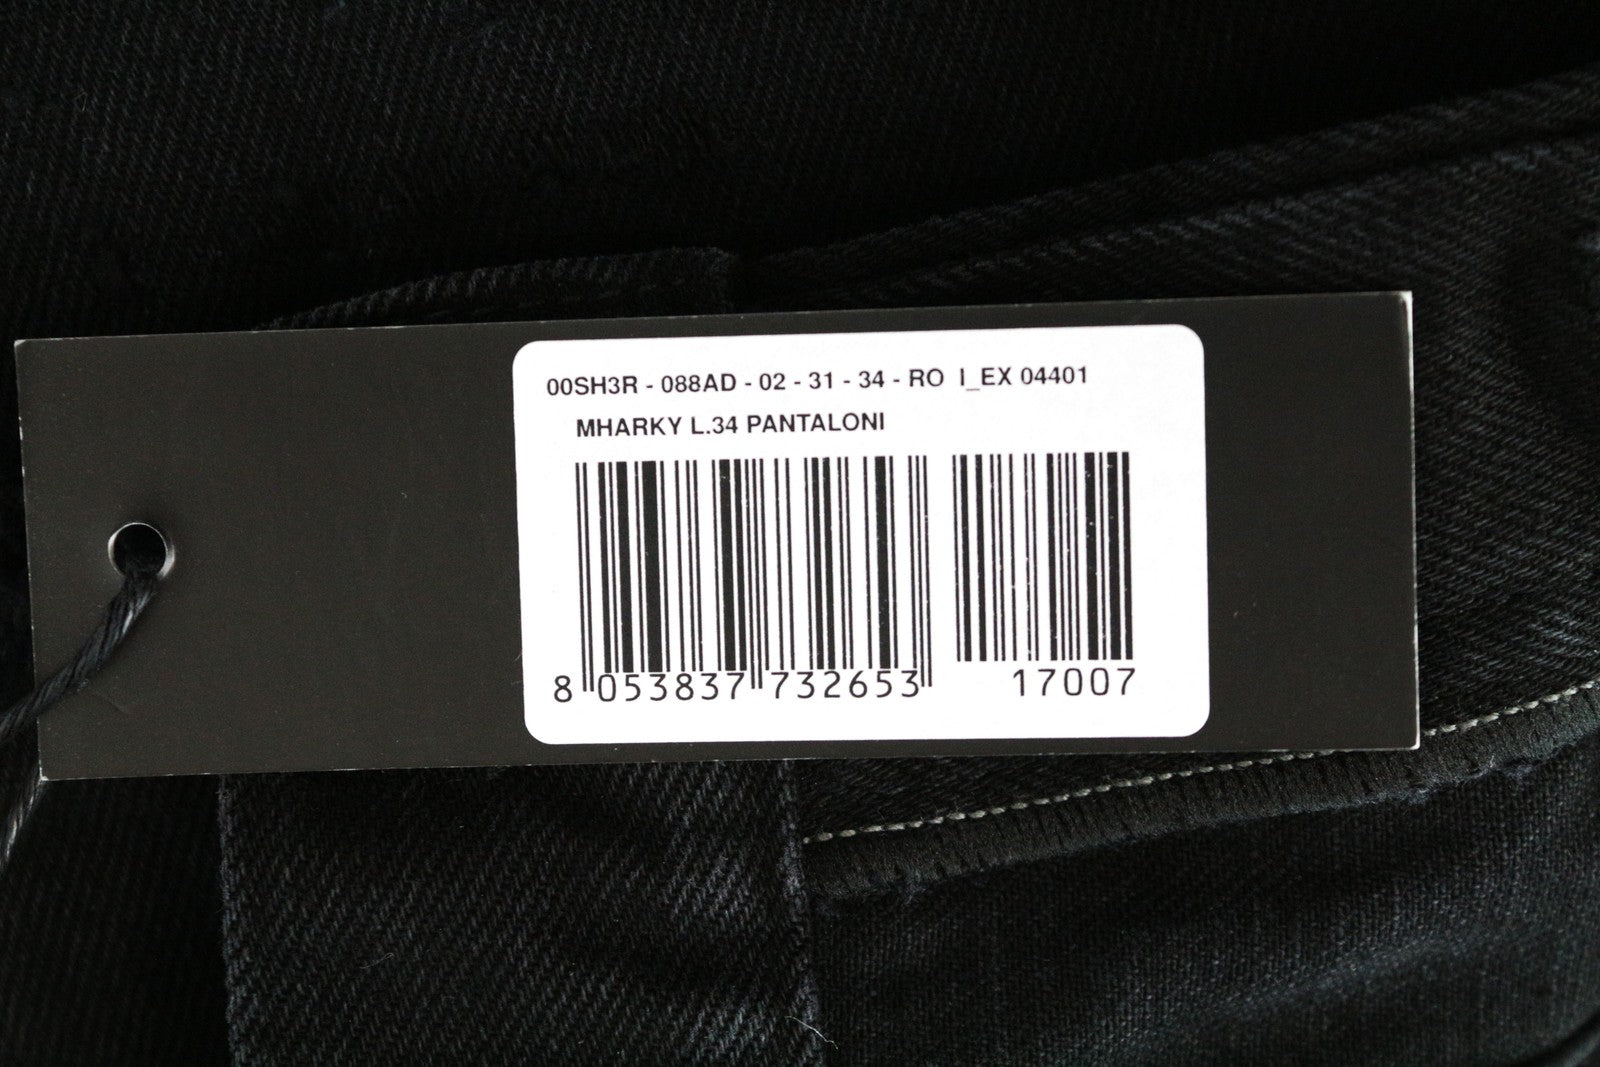 00SH3R - 088AD - 02 - 31 - 34 - RO I_EX 04401
MHARKY L.34 PANTALONI
8 053837 732653 17007